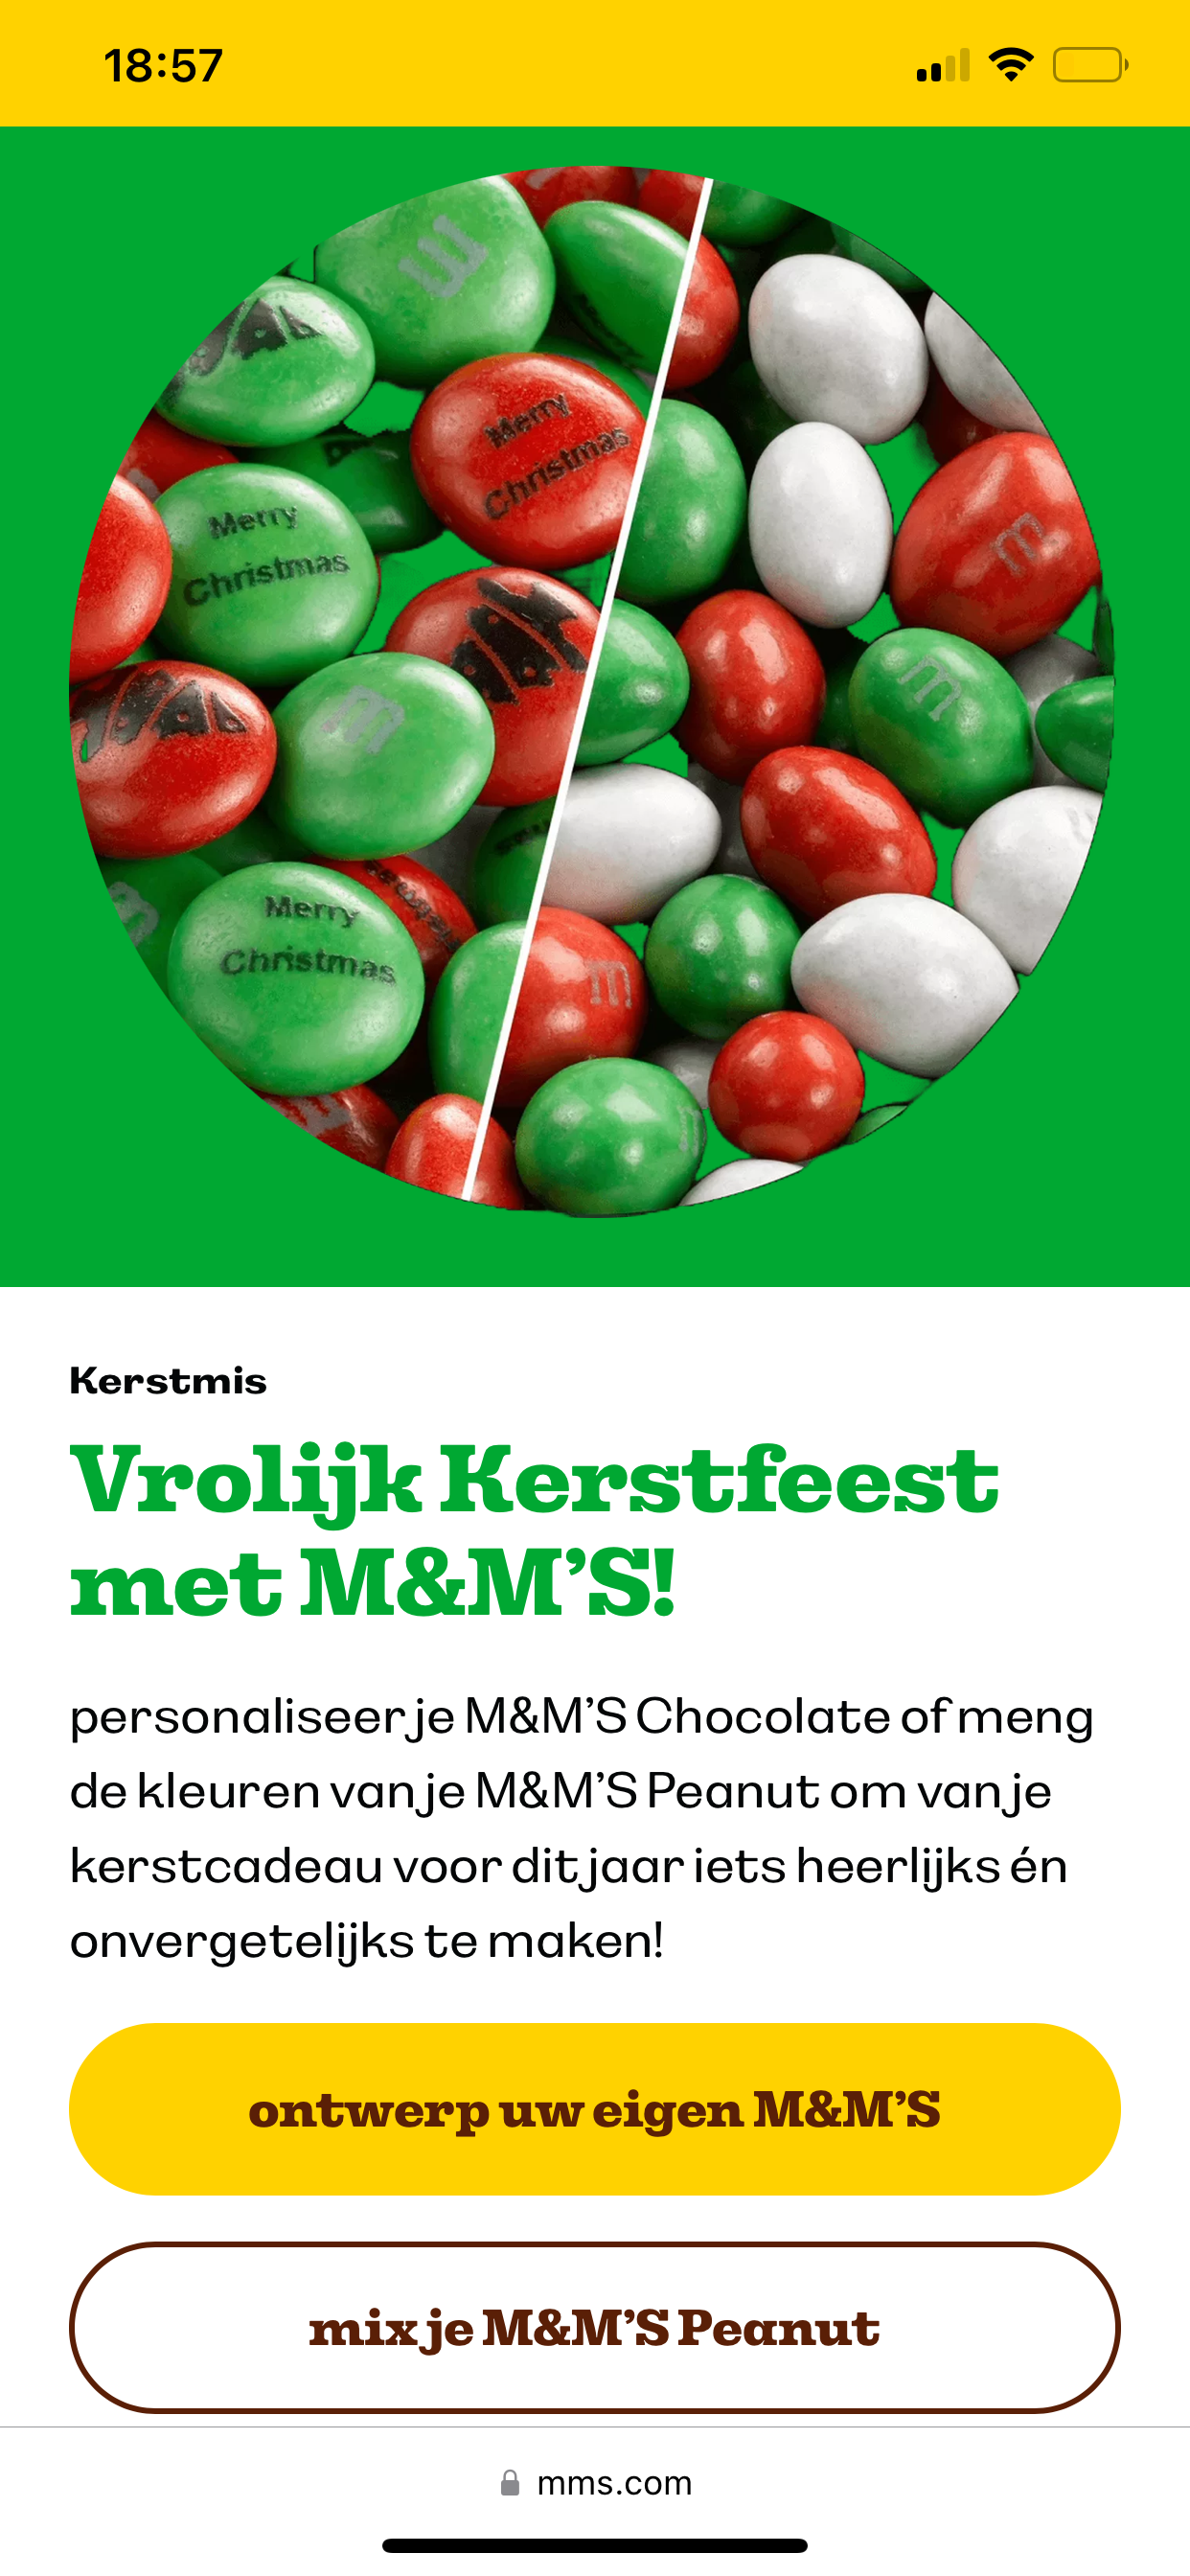 18:57
m
Merry
Christmas
Merry
Christmas
m
m
m
Merry
Christmas
m
m
Kerstmis
Vrolijk Kerstfeest
met M&M’S!
personaliseer je M&M’S Chocolate of meng
de kleuren van je M&M’S Peanut om van je
kerstcadeau voor dit jaar iets heerlijks én
onvergetelijks te maken!
ontwerp uw eigen M&M’S
mix je M&M’S Peanut
mms.com